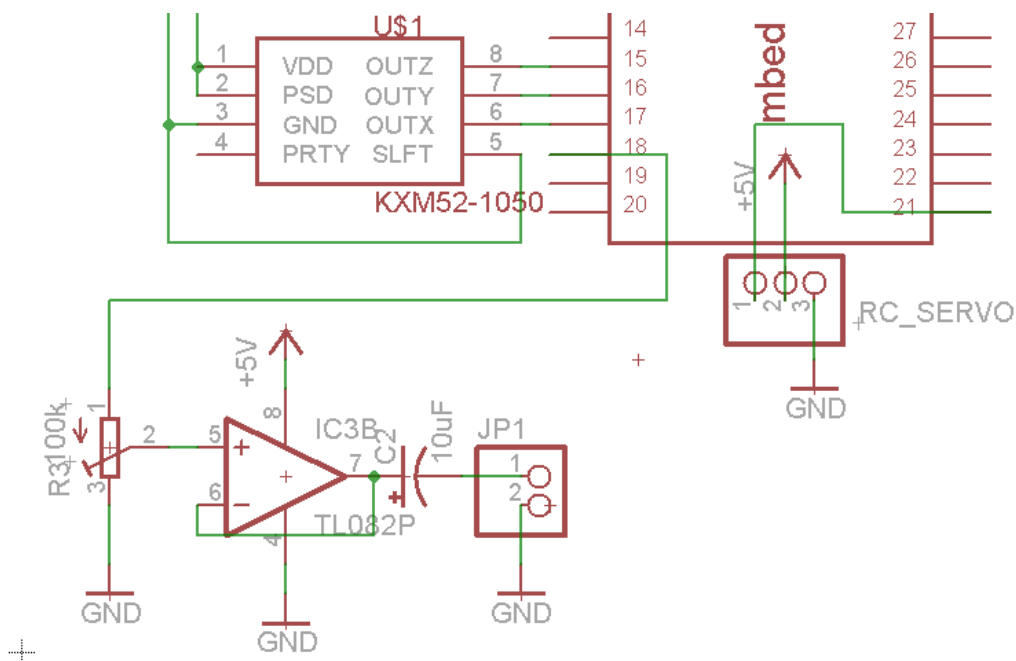 U$1
1 VDD OUTZ 8
2 PSD OUTY 7
3 GND OUTX 6
4 PRTY SLFT 5
KXM52-1050
mbed
14 27
15 26
16 25
17 24
18 23
19 22
20 21
+5V
1 2 3
RC_SERVO
GND
+5V
R3
100k
1
2
3
GND
8
5 +
6 −
7
4
IC3B
TL082P
GND
C2
10uF
+
JP1
1
2
GND